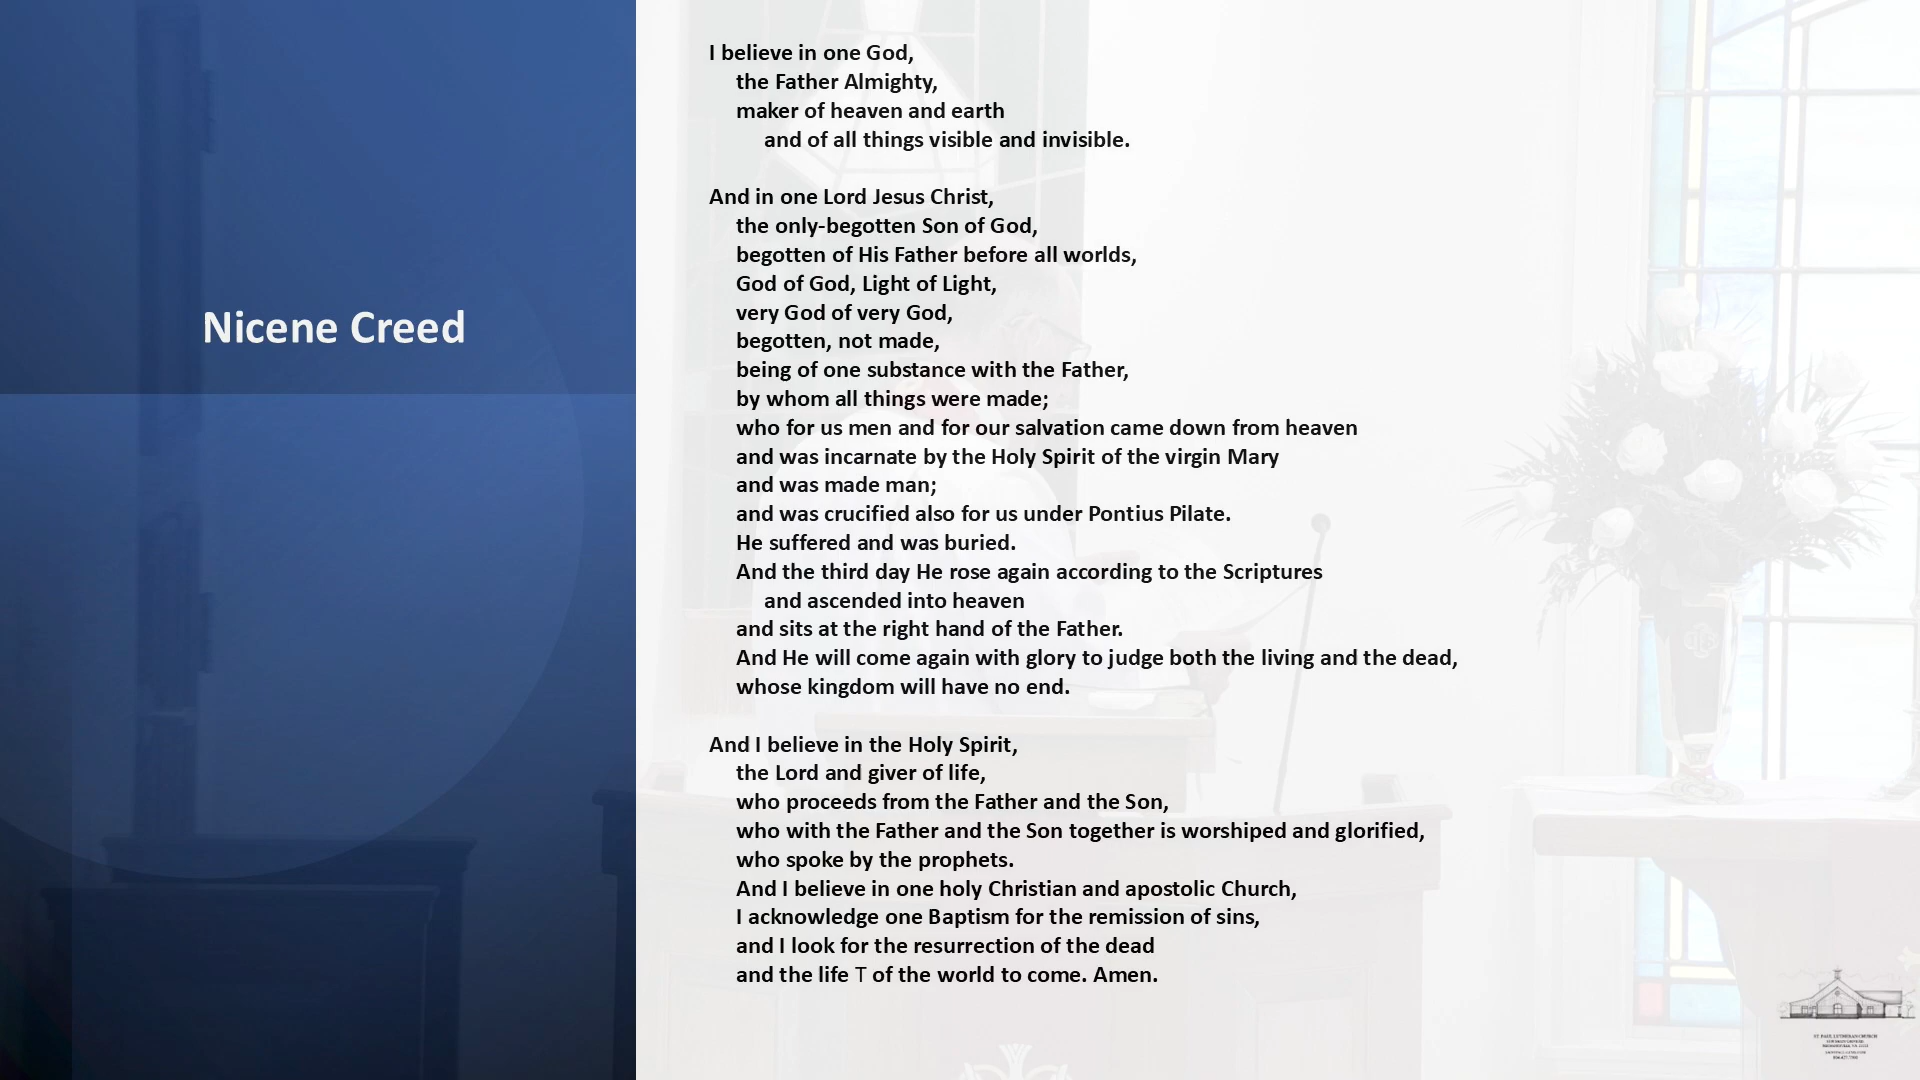 Nicene Creed
I believe in one God,
the Father Almighty,
maker of heaven and earth
and of all things visible and invisible.
And in one Lord Jesus Christ,
the only-begotten Son of God,
begotten of His Father before all worlds,
God of God, Light of Light,
very God of very God,
begotten, not made,
being of one substance with the Father,
by whom all things were made;
who for us men and for our salvation came down from heaven
and was incarnate by the Holy Spirit of the virgin Mary
and was made man;
and was crucified also for us under Pontius Pilate.
He suffered and was buried.
And the third day He rose again according to the Scriptures
and ascended into heaven
and sits at the right hand of the Father.
And He will come again with glory to judge both the living and the dead,
whose kingdom will have no end.
And I believe in the Holy Spirit,
the Lord and giver of life,
who proceeds from the Father and the Son,
who with the Father and the Son together is worshiped and glorified,
who spoke by the prophets.
And I believe in one holy Christian and apostolic Church,
I acknowledge one Baptism for the remission of sins,
and I look for the resurrection of the dead
and the life T of the world to come. Amen.
ST. PAUL LUTHERAN CHURCH